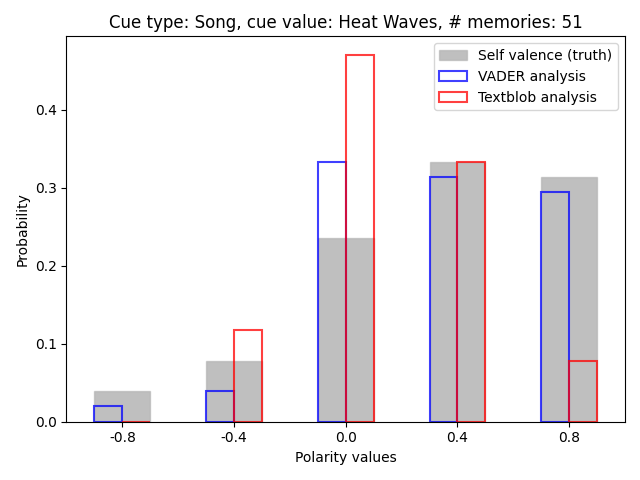 Cue type: Song, cue value: Heat Waves, # memories: 51
Self valence (truth)
VADER analysis
Textblob analysis
0.4
0.3
0.2
0.1
0.0
Probability
-0.8 -0.4 0.0 0.4 0.8
Polarity values